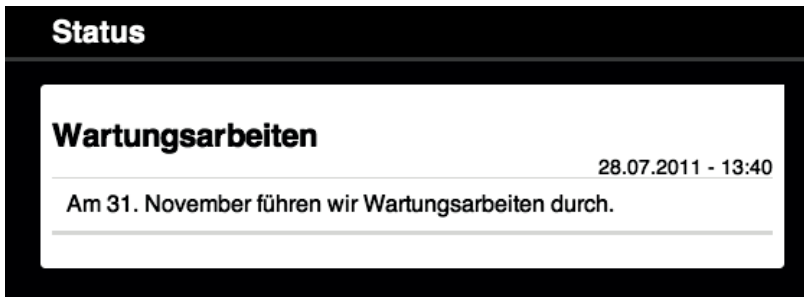 Status
Wartungsarbeiten
28.07.2011 - 13:40
Am 31. November führen wir Wartungsarbeiten durch.